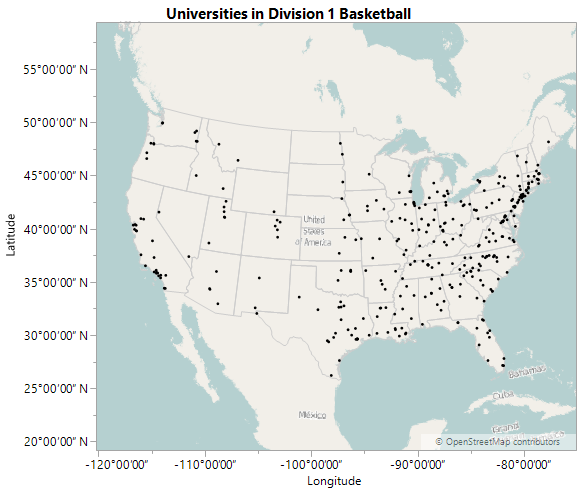 Universities in Division 1 Basketball
55°00'00" N
50°00'00" N
45°00'00" N
40°00'00" N
35°00'00" N
30°00'00" N
25°00'00" N
20°00'00" N
Latitude
United
States
of America
México
Bahamas
Cuba
© OpenStreetMap contributors
-120°00'00"
-110°00'00"
-100°00'00"
-90°00'00"
-80°00'00"
Longitude